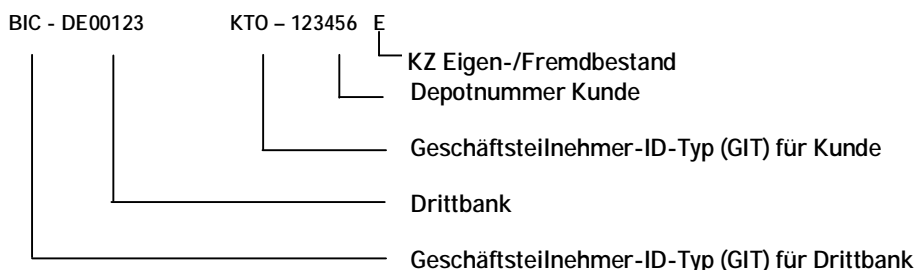 BIC - DE00123 KTO – 123456 E
KZ Eigen-/Fremdbestand
Depotnummer Kunde
Geschäftsteilnehmer-ID-Typ (GIT) für Kunde
Drittbank
Geschäftsteilnehmer-ID-Typ (GIT) für Drittbank